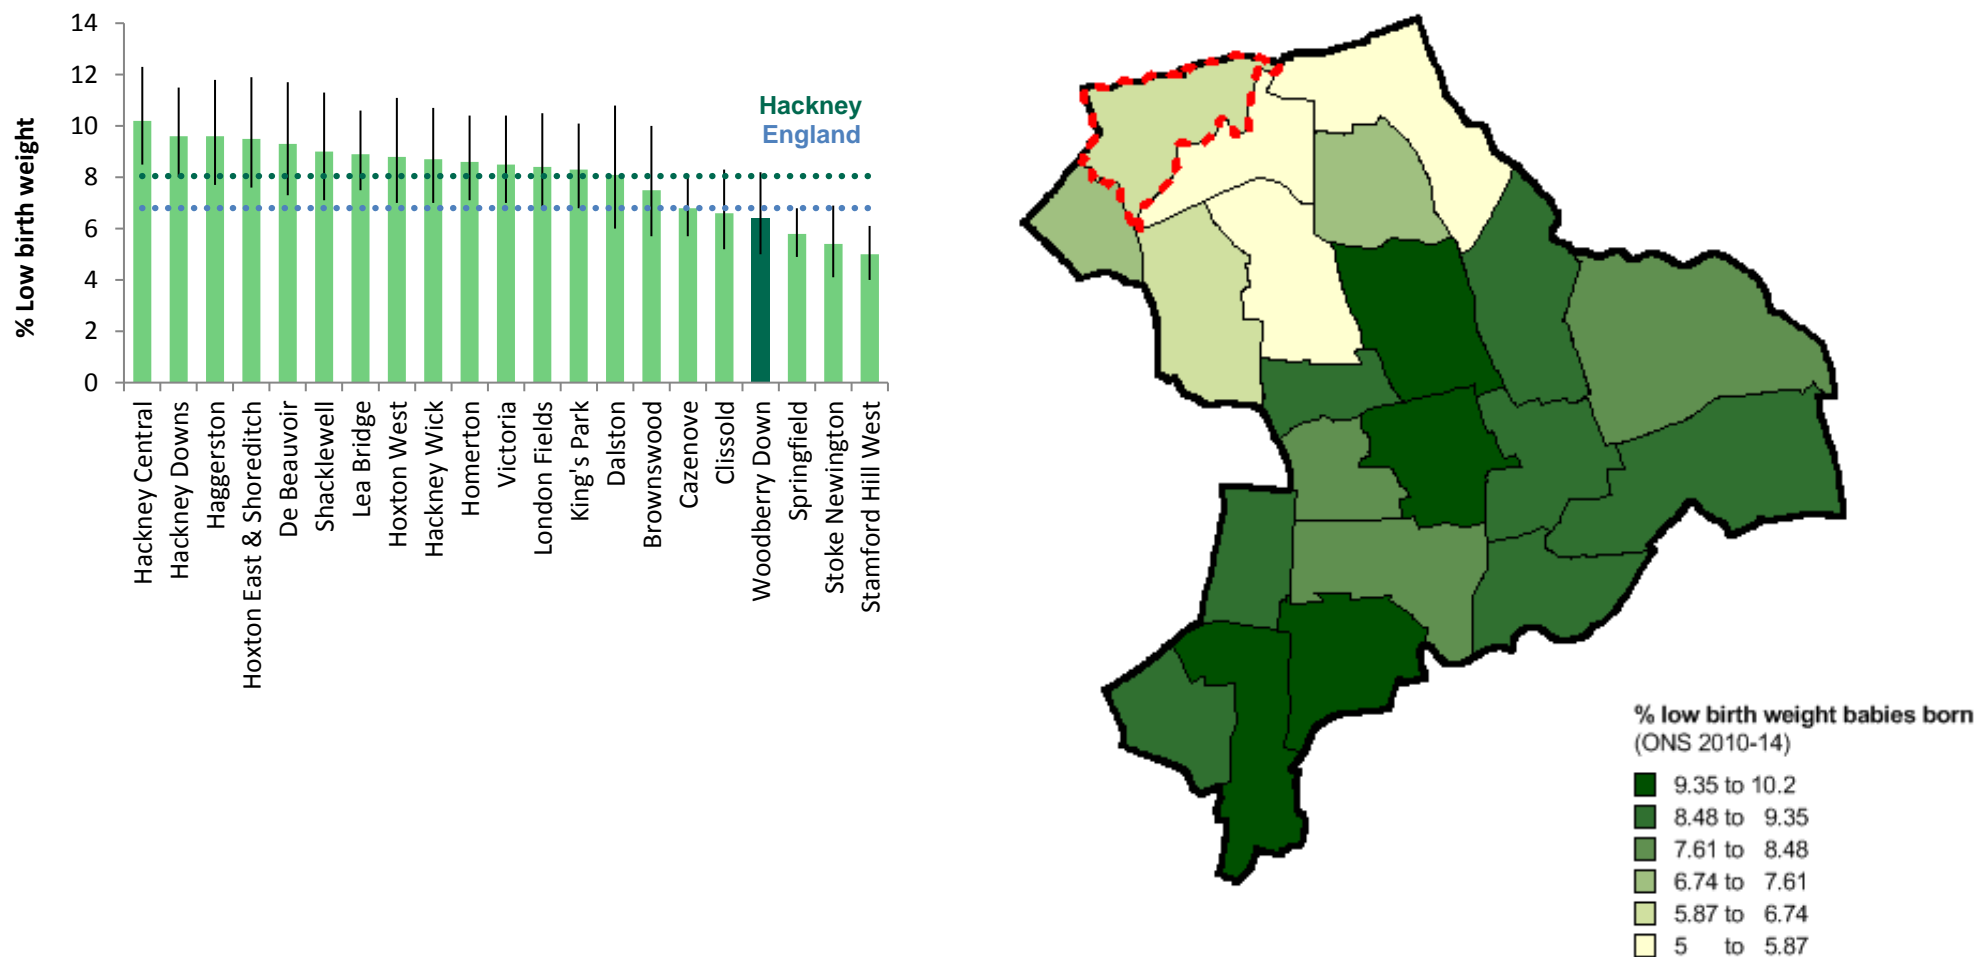 % Low birth weight
14
12
10
8
6
4
2
0
Hackney
England
Hackney Central
Hackney Downs
Haggerston
Hoxton East & Shoreditch
De Beauvoir
Shacklewell
Lea Bridge
Hoxton West
Hackney Wick
Homerton
Victoria
London Fields
King's Park
Dalston
Brownswood
Cazenove
Clissold
Woodberry Down
Springfield
Stoke Newington
Stamford Hill West
% low birth weight babies born
(ONS 2010-14)
9.35 to 10.2
8.48 to 9.35
7.61 to 8.48
6.74 to 7.61
5.87 to 6.74
5 to 5.87